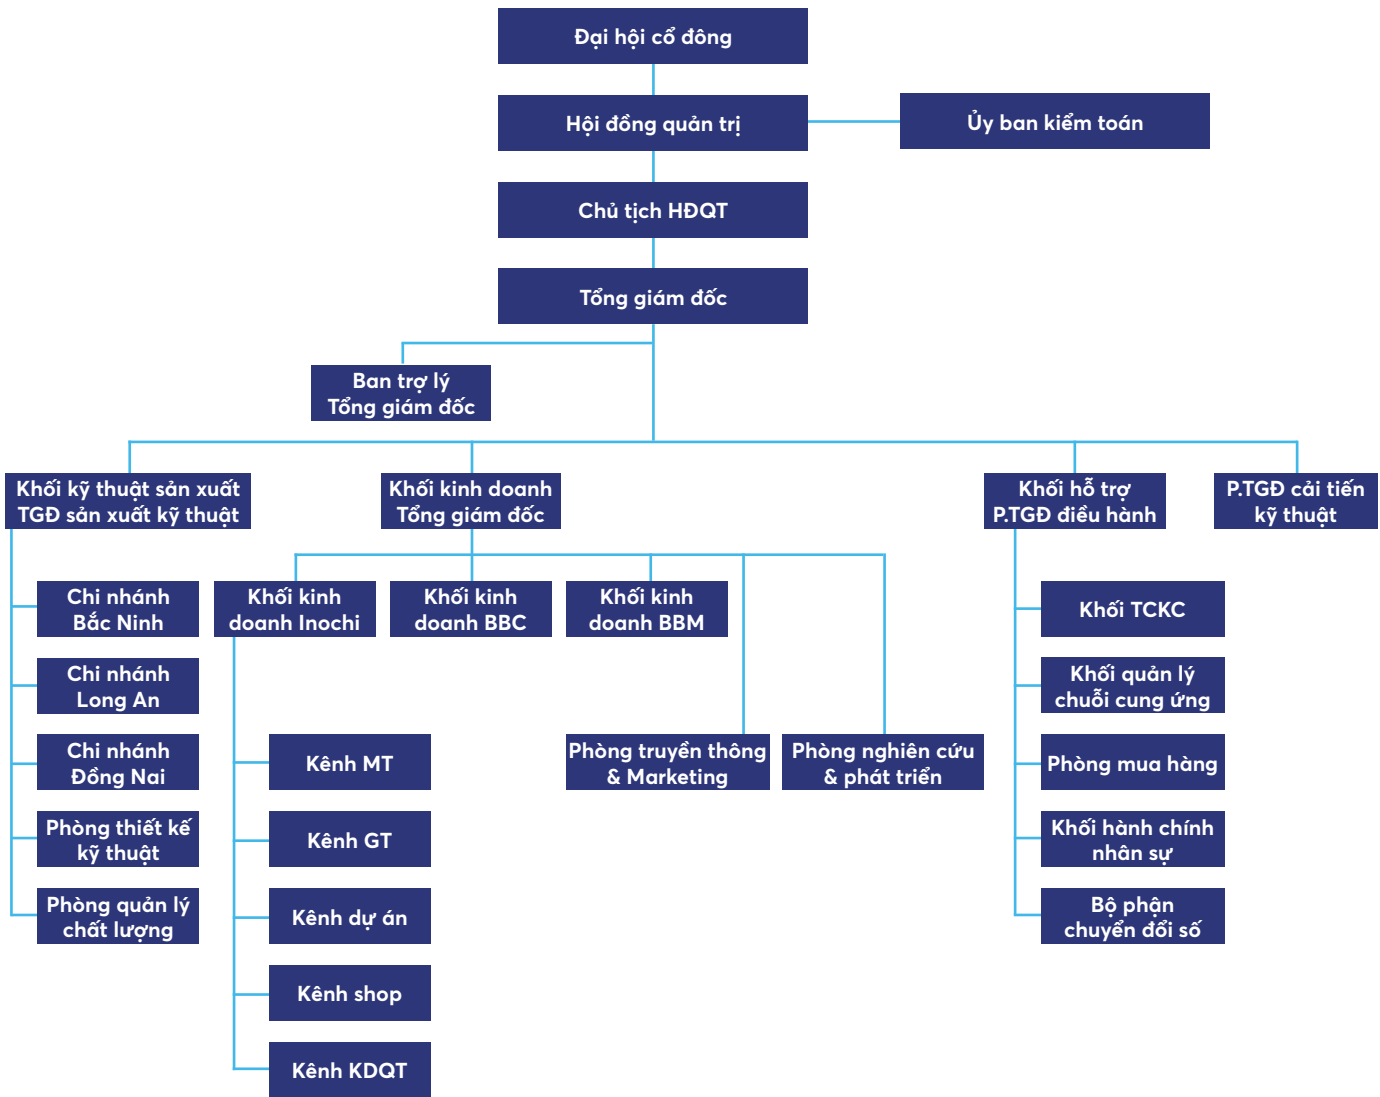 Đại hội cổ đông
Hội đồng quản trị
Ủy ban kiểm toán
Chủ tịch HĐQT
Tổng giám đốc
Ban trợ lý
Tổng giám đốc
Khối kỹ thuật sản xuất
TGĐ sản xuất kỹ thuật
Khối kinh doanh
Tổng giám đốc
Khối hỗ trợ
P.TGĐ điều hành
P.TGĐ cải tiến
kỹ thuật
Chi nhánh
Bắc Ninh
Chi nhánh
Long An
Chi nhánh
Đồng Nai
Phòng thiết kế
kỹ thuật
Phòng quản lý
chất lượng
Khối kinh
doanh Inochi
Khối kinh
doanh BBC
Khối kinh
doanh BBM
Kênh MT
Kênh GT
Kênh dự án
Kênh shop
Kênh KDQT
Phòng truyền thông
& Marketing
Phòng nghiên cứu
& phát triển
Khối TCKC
Khối quản lý
chuỗi cung ứng
Phòng mua hàng
Khối hành chính
nhân sự
Bộ phận
chuyển đổi số